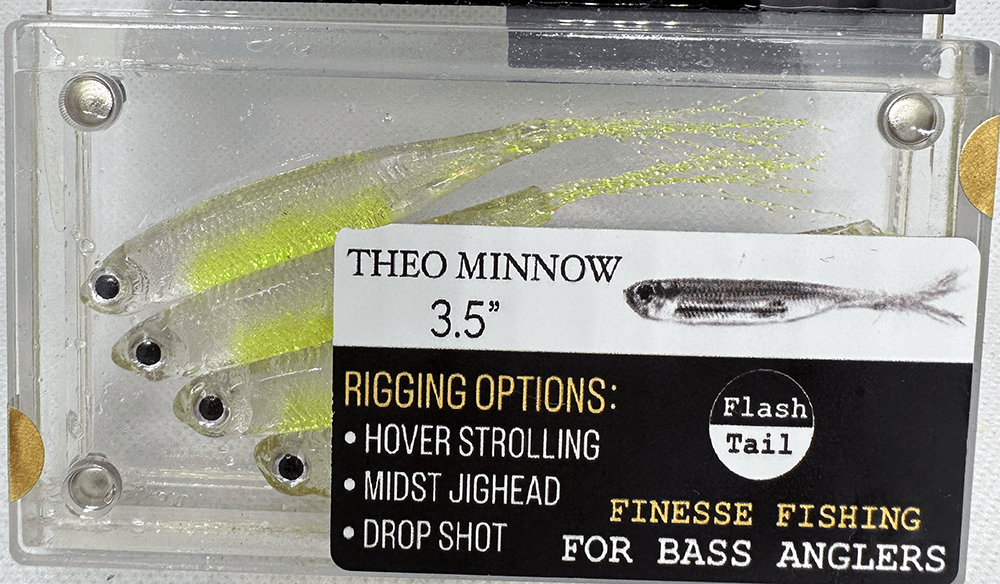 THEO MINNOW
3.5”
RIGGING OPTIONS:
• HOVER STROLLING
• MIDST JIGHEAD
• DROP SHOT
Flash
Tail
FINESSE FISHING
FOR BASS ANGLERS